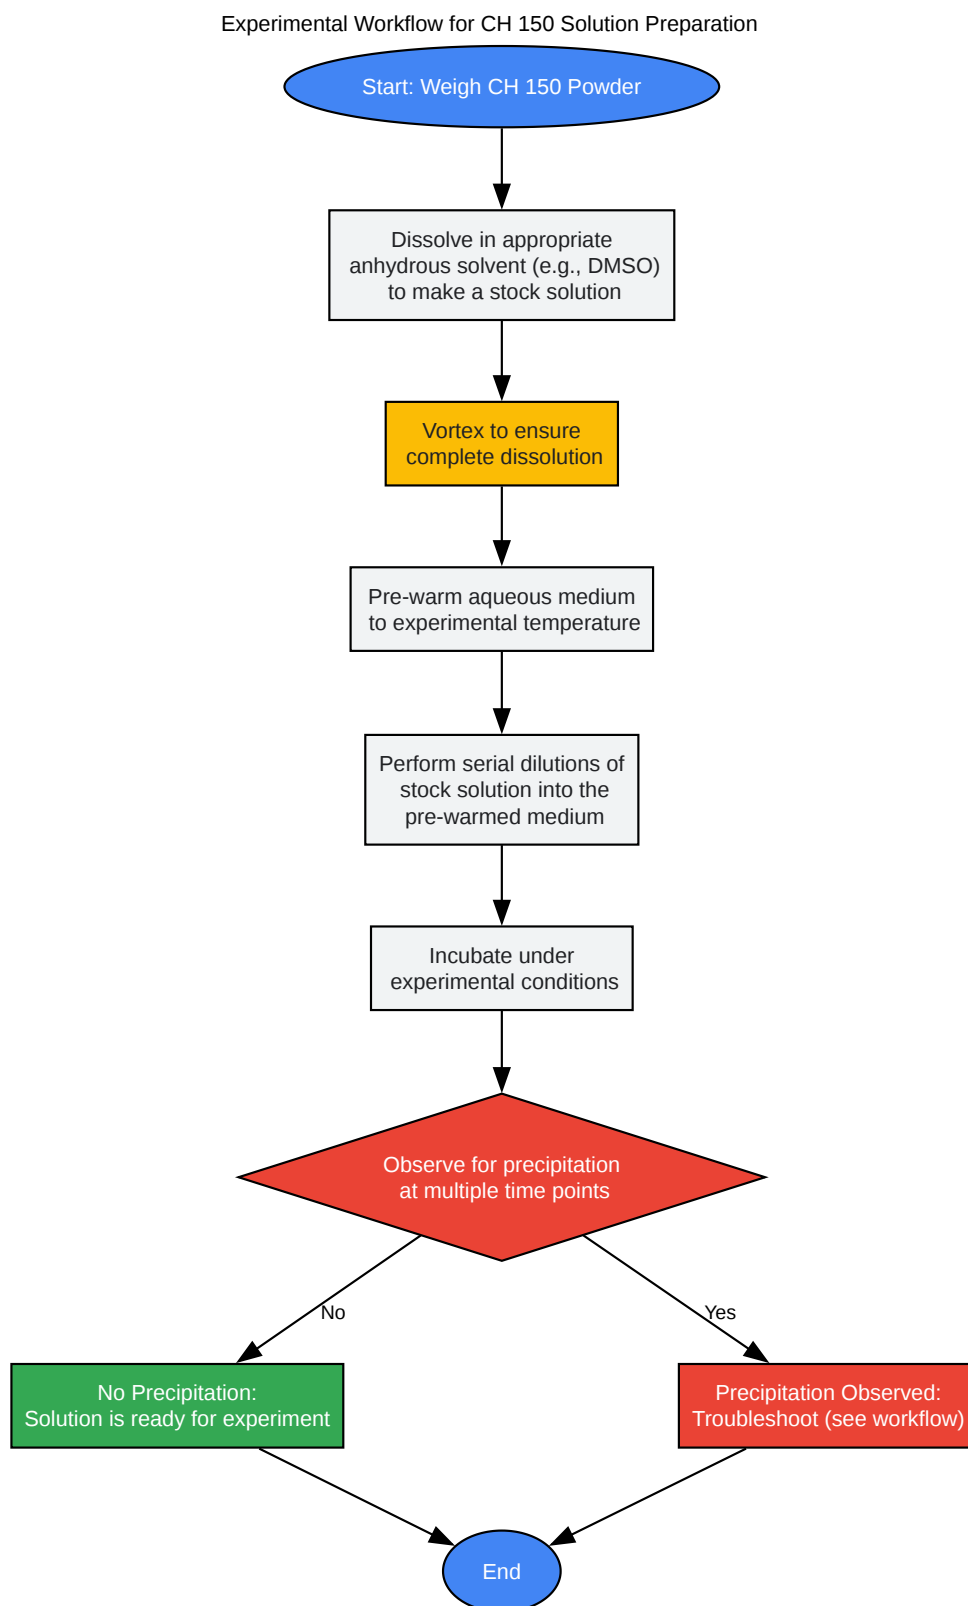 Experimental Workflow for CH 150 Solution Preparation
Start: Weigh CH 150 Powder
Dissolve in appropriate
anhydrous solvent (e.g., DMSO)
to make a stock solution
Vortex to ensure
complete dissolution
Pre-warm aqueous medium
to experimental temperature
Perform serial dilutions of
stock solution into the
pre-warmed medium
Incubate under
experimental conditions
Observe for precipitation
at multiple time points
No
Yes
No Precipitation:
Solution is ready for experiment
Precipitation Observed:
Troubleshoot (see workflow)
End